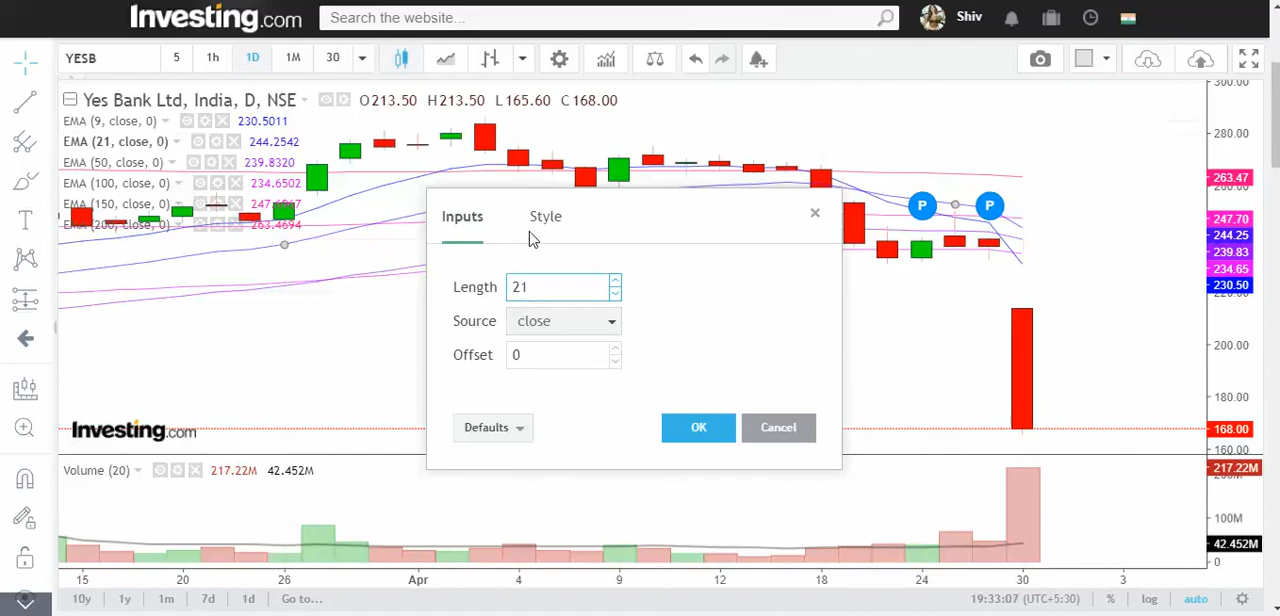 Investing.com
Search the website...
Shiv
YESB 5 1h 1D 1M 30
Yes Bank Ltd, India, D, NSE O213.50 H213.50 L165.60 C168.00
EMA (9, close, 0) 230.5011
EMA (21, close, 0) 244.2542
EMA (50, close, 0) 239.8320
EMA (100, close, 0) 234.6502
EMA (150, close, 0)
EMA (200, close, 0) 263.4694
300.00
280.00
263.47
260.00
247.70
244.25
239.83
234.65
230.50
200.00
180.00
168.00
160.00
P P
Inputs Style
Length 21
Source close
Offset 0
Defaults OK Cancel
Investing.com
Volume (20) 217.22M 42.452M
217.22M
100M
42.452M
0
15 20 26 Apr 4 9 12 18 24 30 3
10y 1y 1m 7d 1d Go to... 19:33:07 (UTC+5:30) % log auto